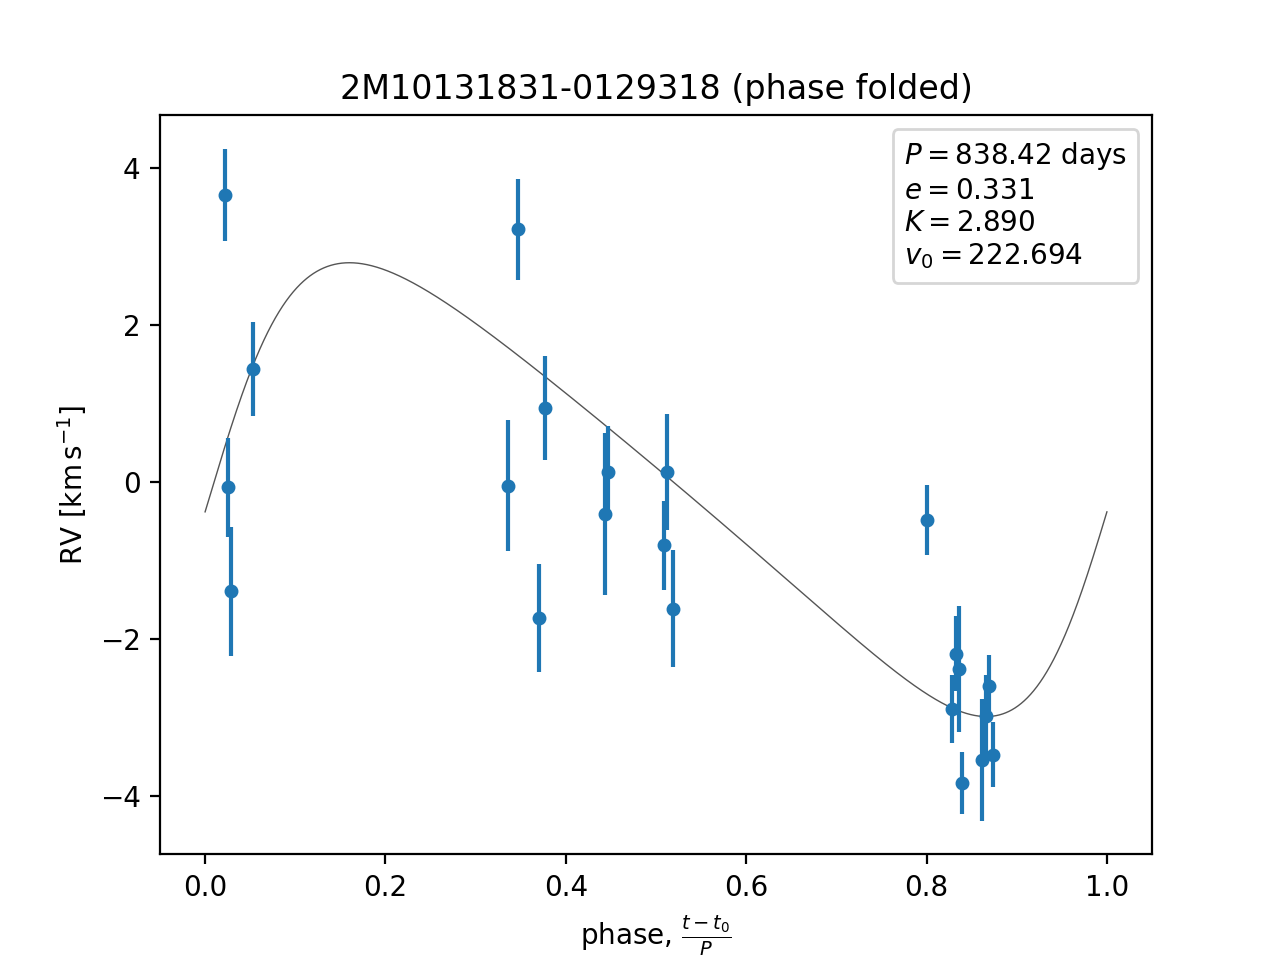 2M10131831-0129318 (phase folded)
P = 838.42 days
e = 0.331
K = 2.890
v₀ = 222.694
4
2
0
−2
−4
RV [km s⁻¹]
0.0 0.2 0.4 0.6 0.8 1.0
phase, (t − t₀)/P